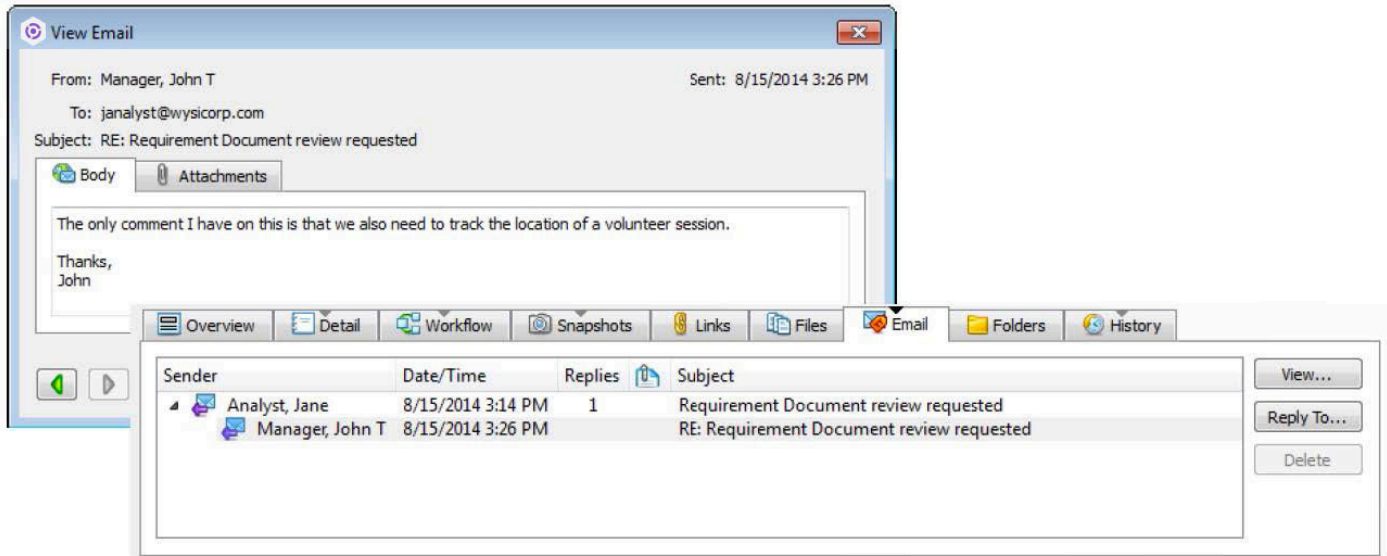 View Email
From: Manager, John T
Sent: 8/15/2014 3:26 PM
To: janalyst@wysicorp.com
Subject: RE: Requirement Document review requested
Body Attachments
The only comment I have on this is that we also need to track the location of a volunteer session.
Thanks,
John
Overview Detail Workflow Snapshots Links Files Email Folders History
Sender Date/Time Replies Subject
Analyst, Jane 8/15/2014 3:14 PM 1 Requirement Document review requested
Manager, John T 8/15/2014 3:26 PM RE: Requirement Document review requested
View...
Reply To...
Delete